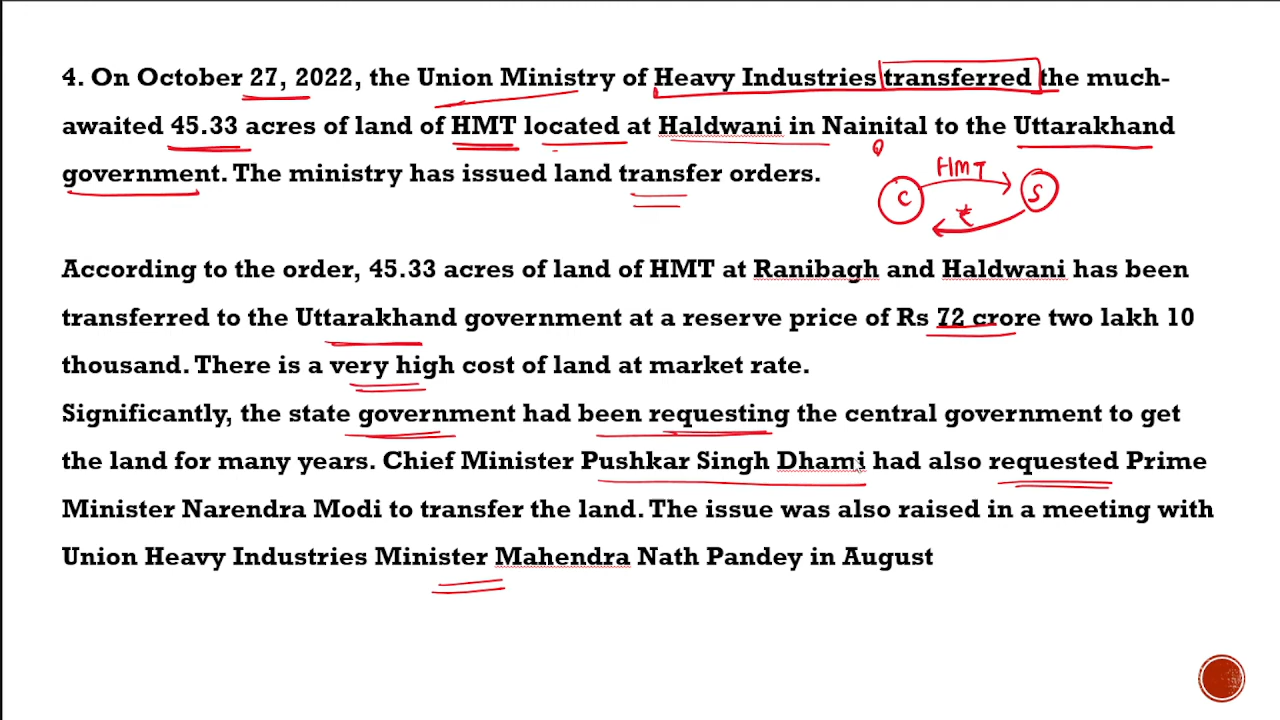 4. On October 27, 2022, the Union Ministry of Heavy Industries transferred the much-
awaited 45.33 acres of land of HMT located at Haldwani in Nainital to the Uttarakhand
government. The ministry has issued land transfer orders.
HMT
C S
₹
According to the order, 45.33 acres of land of HMT at Ranibagh and Haldwani has been
transferred to the Uttarakhand government at a reserve price of Rs 72 crore two lakh 10
thousand. There is a very high cost of land at market rate.
Significantly, the state government had been requesting the central government to get
the land for many years. Chief Minister Pushkar Singh Dhami had also requested Prime
Minister Narendra Modi to transfer the land. The issue was also raised in a meeting with
Union Heavy Industries Minister Mahendra Nath Pandey in August